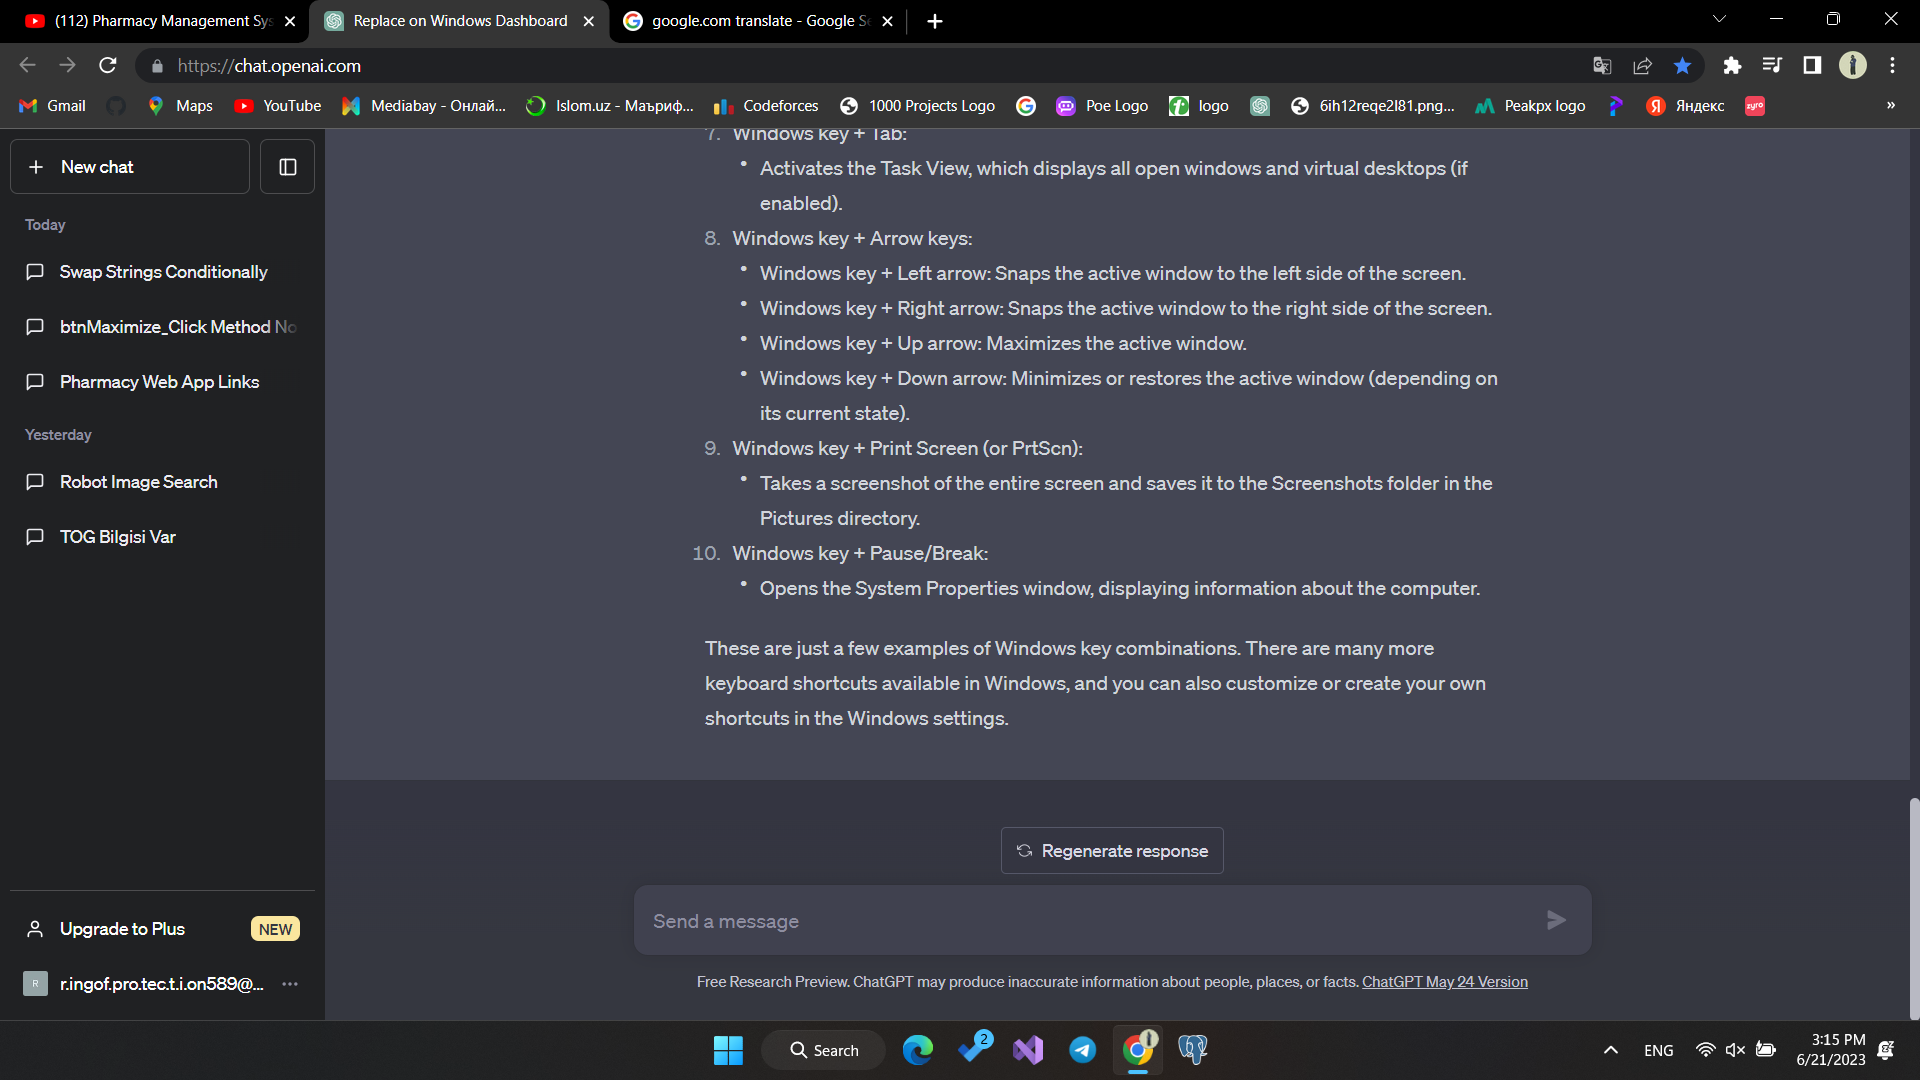 (112) Pharmacy Management Sys
Replace on Windows Dashboard
google.com translate - Google Se
https://chat.openai.com
Gmail
Maps
YouTube
Mediabay - Онлай...
Islom.uz - Маъриф...
Codeforces
1000 Projects Logo
Poe Logo
logo
6ih12reqe2l81.png...
Peakpx logo
Яндекс
zyro
»
New chat
Today
Swap Strings Conditionally
btnMaximize_Click Method No
Pharmacy Web App Links
Yesterday
Robot Image Search
TOG Bilgisi Var
Upgrade to Plus
NEW
R
r.ingof.pro.tec.t.i.on589@...
7. Windows key + Tab:
• Activates the Task View, which displays all open windows and virtual desktops (if
enabled).
8. Windows key + Arrow keys:
• Windows key + Left arrow: Snaps the active window to the left side of the screen.
• Windows key + Right arrow: Snaps the active window to the right side of the screen.
• Windows key + Up arrow: Maximizes the active window.
• Windows key + Down arrow: Minimizes or restores the active window (depending on
its current state).
9. Windows key + Print Screen (or PrtScn):
• Takes a screenshot of the entire screen and saves it to the Screenshots folder in the
Pictures directory.
10. Windows key + Pause/Break:
• Opens the System Properties window, displaying information about the computer.
These are just a few examples of Windows key combinations. There are many more
keyboard shortcuts available in Windows, and you can also customize or create your own
shortcuts in the Windows settings.
Regenerate response
Send a message
Free Research Preview. ChatGPT may produce inaccurate information about people, places, or facts. ChatGPT May 24 Version
Search
2
ENG
3:15 PM
6/21/2023